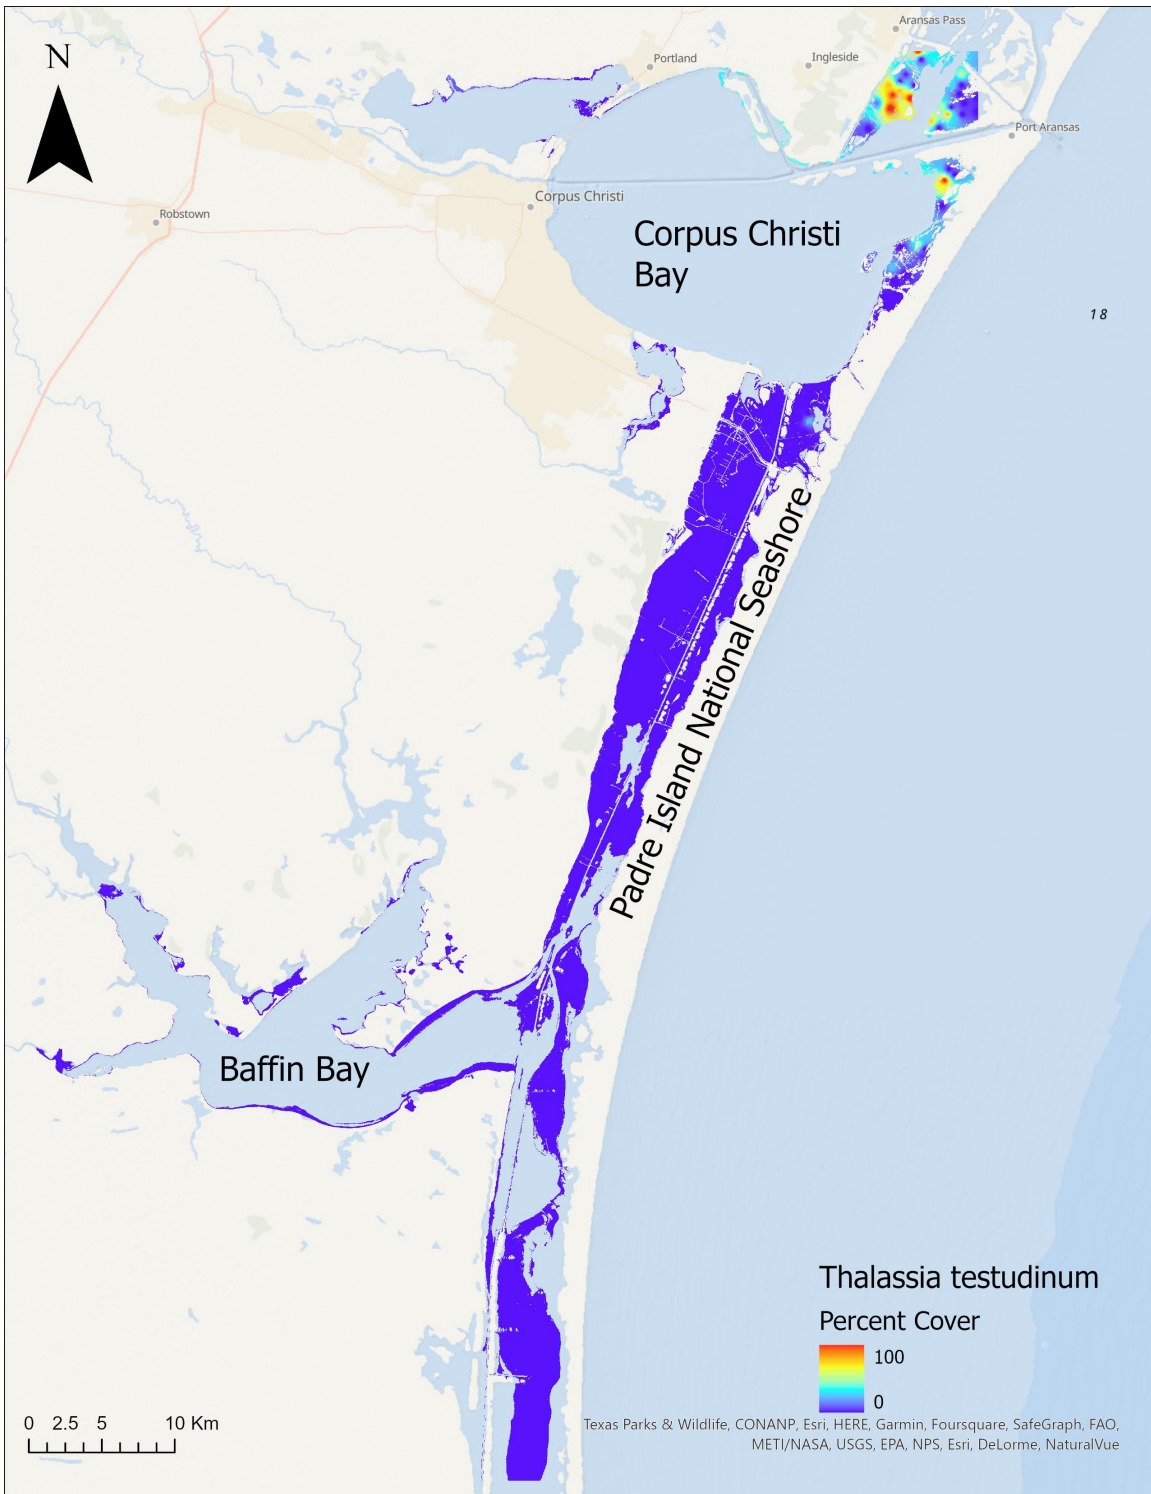 N
Aransas Pass
Portland
Ingleside
Port Aransas
Corpus Christi
Robstown
Corpus Christi
Bay
18
Padre Island National Seashore
Baffin Bay
Thalassia testudinum
Percent Cover
100
0
0 2.5 5 10 Km
Texas Parks & Wildlife, CONANP, Esri, HERE, Garmin, Foursquare, SafeGraph, FAO,
METI/NASA, USGS, EPA, NPS, Esri, DeLorme, NaturalVue